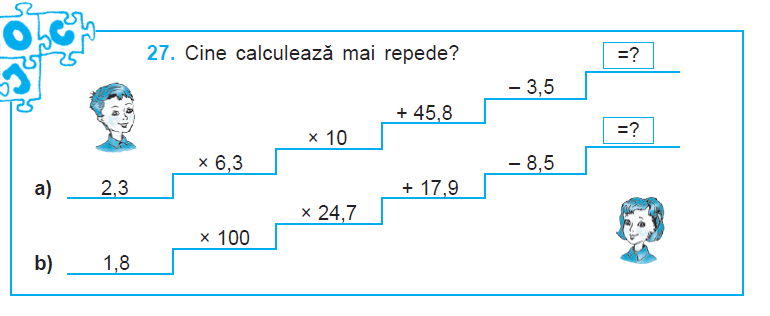 JOC
27. Cine calculează mai repede?
a) 2,3 × 6,3 × 10 + 45,8 – 3,5 =?
b) 1,8 × 100 × 24,7 + 17,9 – 8,5 =?